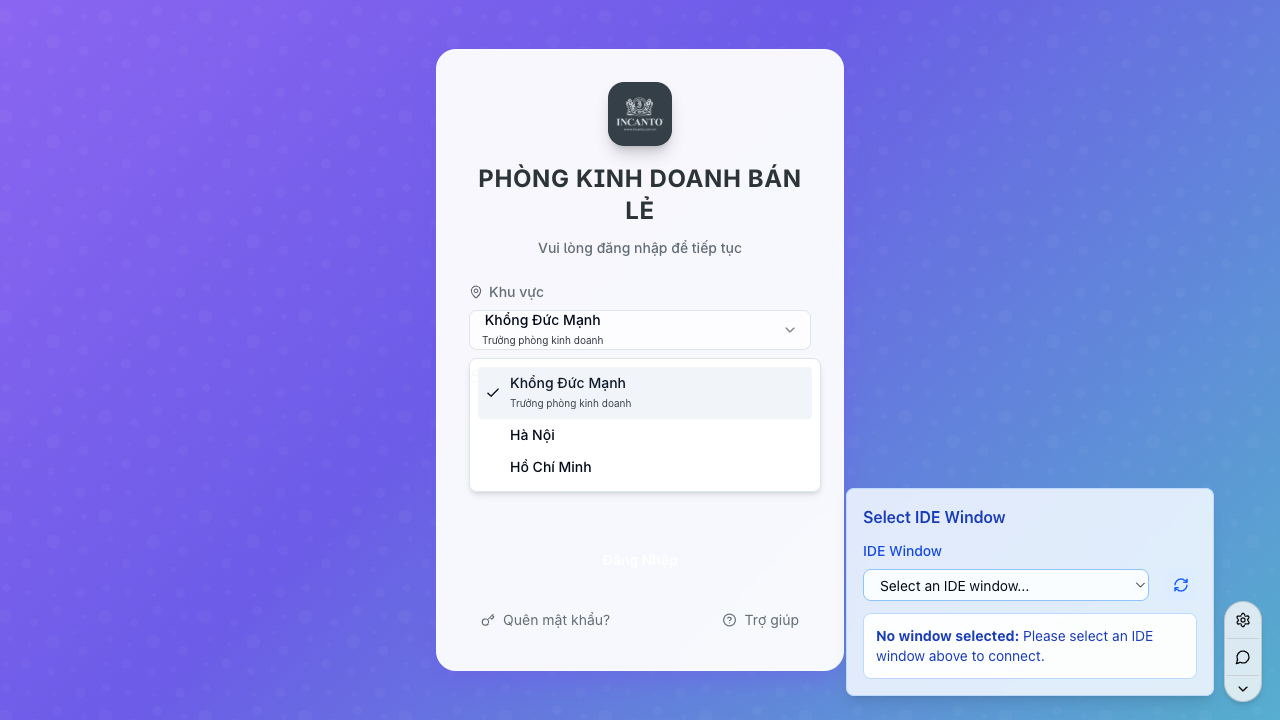 INCANTO
PHÒNG KINH DOANH BÁN
LẺ
Vui lòng đăng nhập để tiếp tục
Khu vực
Khổng Đức Mạnh
Trưởng phòng kinh doanh
Khổng Đức Mạnh
Trưởng phòng kinh doanh
Hà Nội
Hồ Chí Minh
Đăng Nhập
Quên mật khẩu?
Trợ giúp
Select IDE Window
IDE Window
Select an IDE window...
No window selected: Please select an IDE
window above to connect.